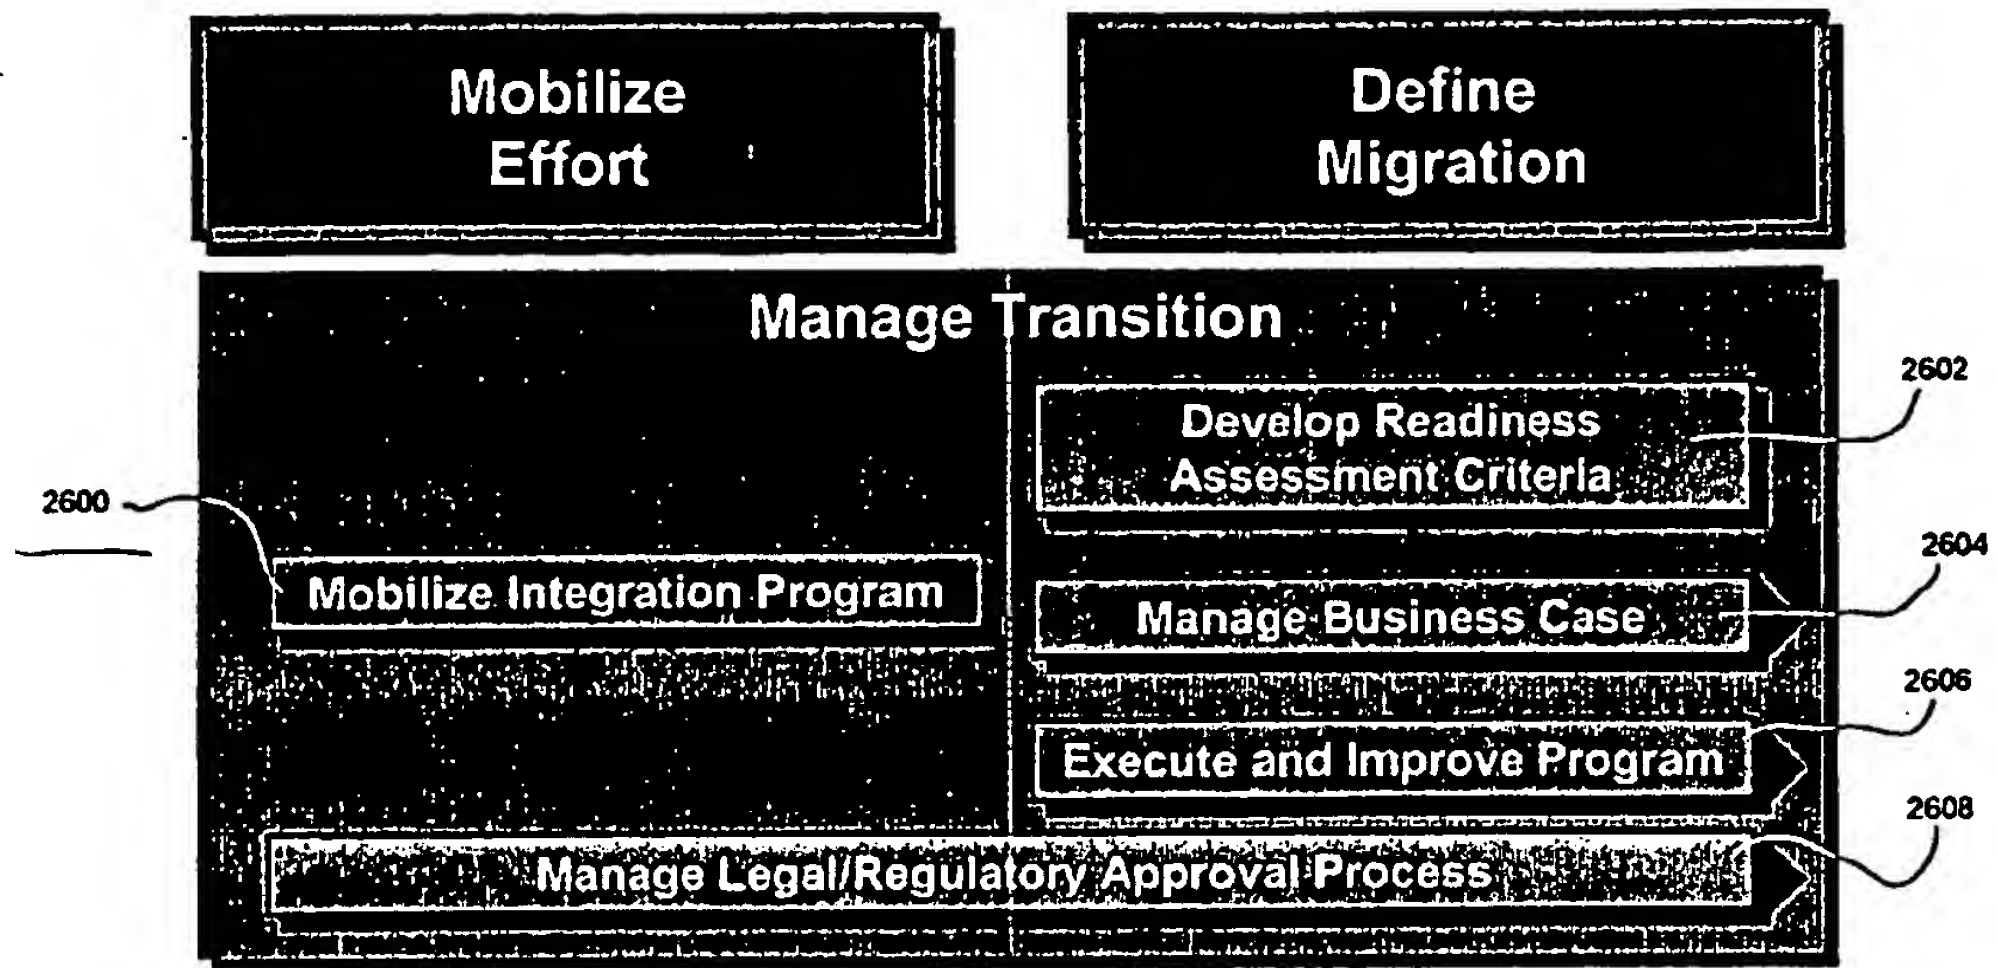 Mobilize
Effort
Define
Migration
Manage Transition
2602
Develop Readiness
Assessment Criteria
2600
2604
Mobilize Integration Program
Manage Business Case
2606
Execute and Improve Program
2608
Manage Legal/Regulatory Approval Process